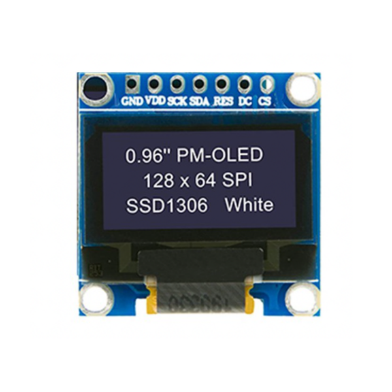 GND VDD SCK SDA RES DC CS
0.96" PM-OLED
128 x 64 SPI
SSD1306 White